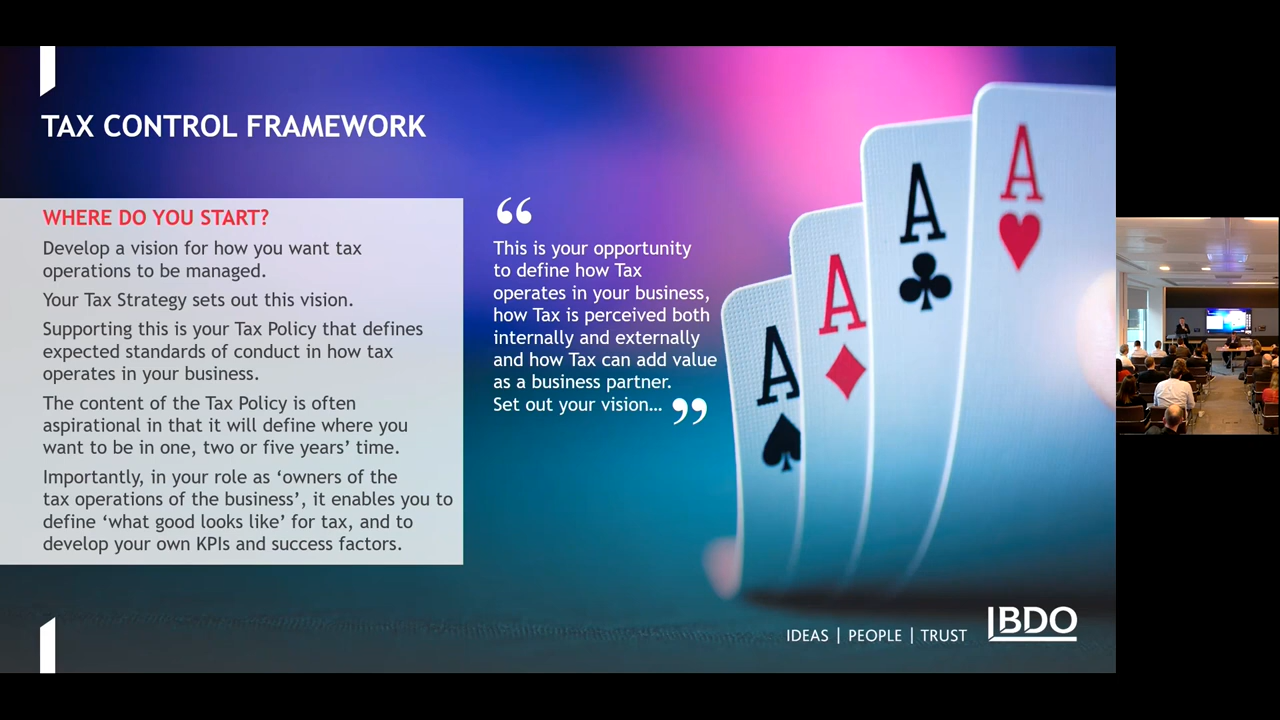 TAX CONTROL FRAMEWORK
WHERE DO YOU START?
Develop a vision for how you want tax
operations to be managed.
Your Tax Strategy sets out this vision.
Supporting this is your Tax Policy that defines
expected standards of conduct in how tax
operates in your business.
The content of the Tax Policy is often
aspirational in that it will define where you
want to be in one, two or five years’ time.
Importantly, in your role as ‘owners of the
tax operations of the business’, it enables you to
define ‘what good looks like’ for tax, and to
develop your own KPIs and success factors.
“
This is your opportunity
to define how Tax
operates in your business,
how Tax is perceived both
internally and externally
and how Tax can add value
as a business partner.
Set out your vision... ”
A
A
A
A
IDEAS | PEOPLE | TRUST
BDO